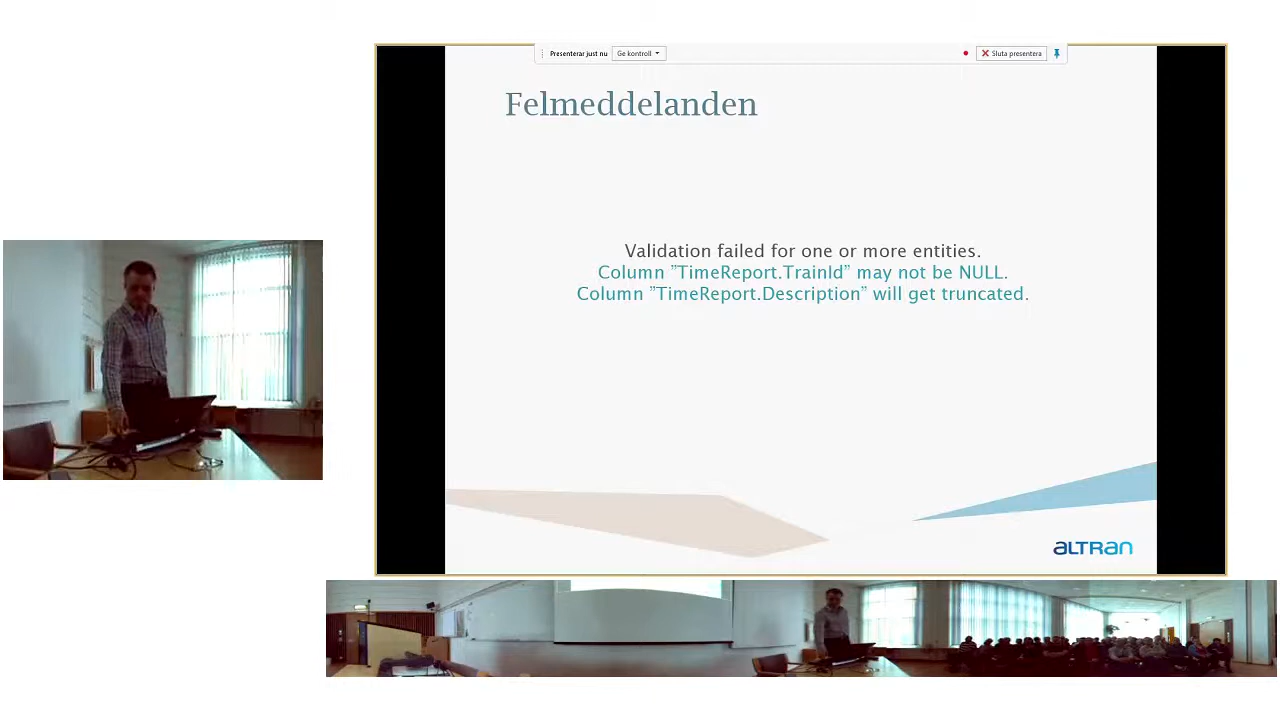 Presenterar just nu
Ge kontroll
Sluta presentera
Felmeddelanden
Validation failed for one or more entities.
Column ”TimeReport.TrainId” may not be NULL.
Column ”TimeReport.Description” will get truncated.
ALTRAN